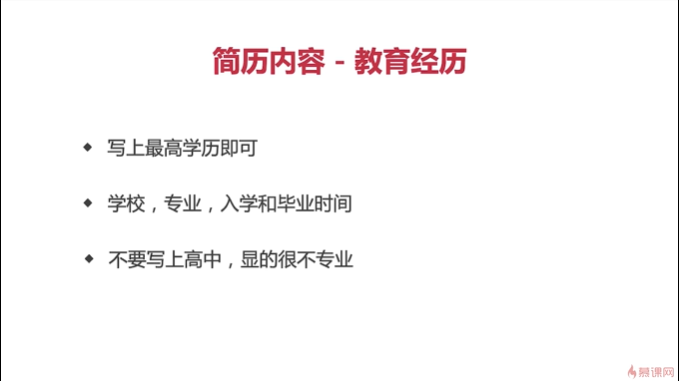 简历内容 - 教育经历
◆ 写上最高学历即可
◆ 学校，专业，入学和毕业时间
◆ 不要写上高中，显的很不专业
慕课网